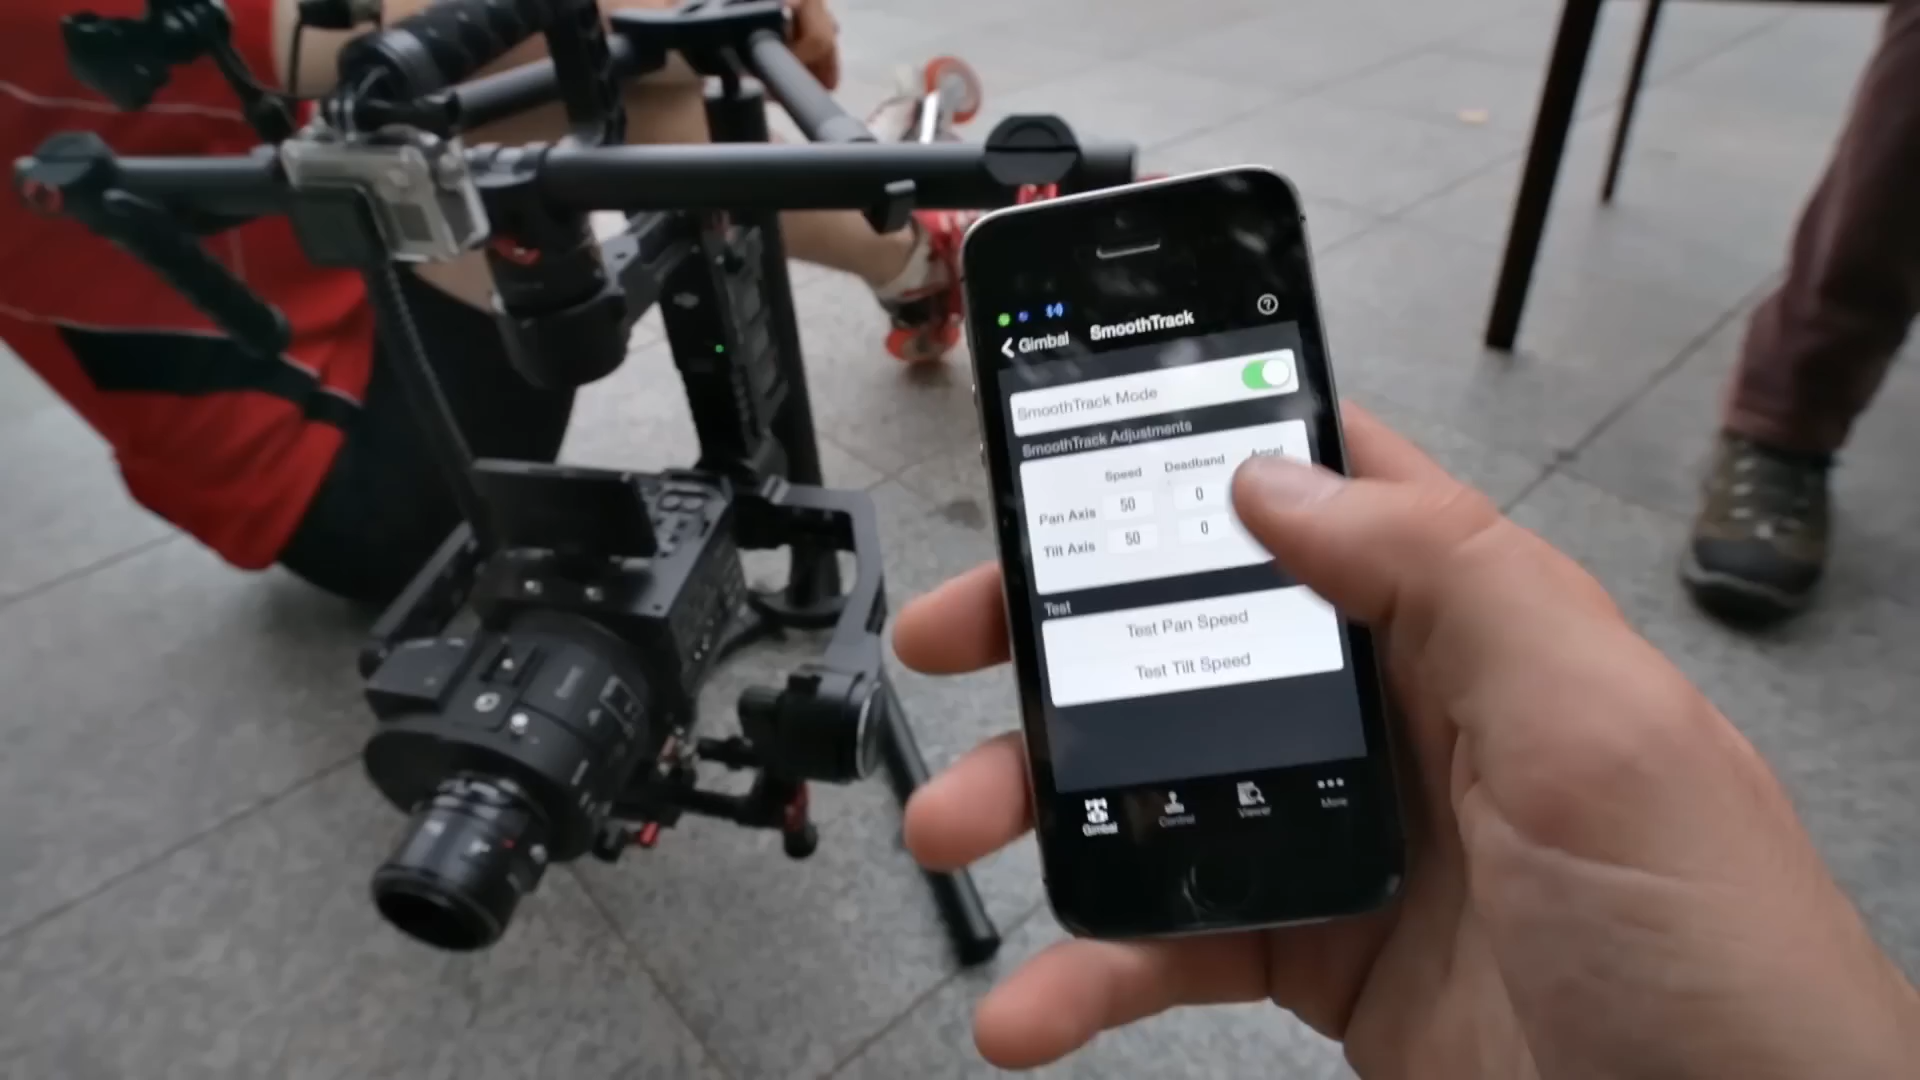 Gimbal SmoothTrack ?
SmoothTrack Mode
SmoothTrack Adjustments
Speed Deadband Accel
Pan Axis 50 0
Tilt Axis 50 0
Test
Test Pan Speed
Test Tilt Speed
Gimbal Control Viewer More